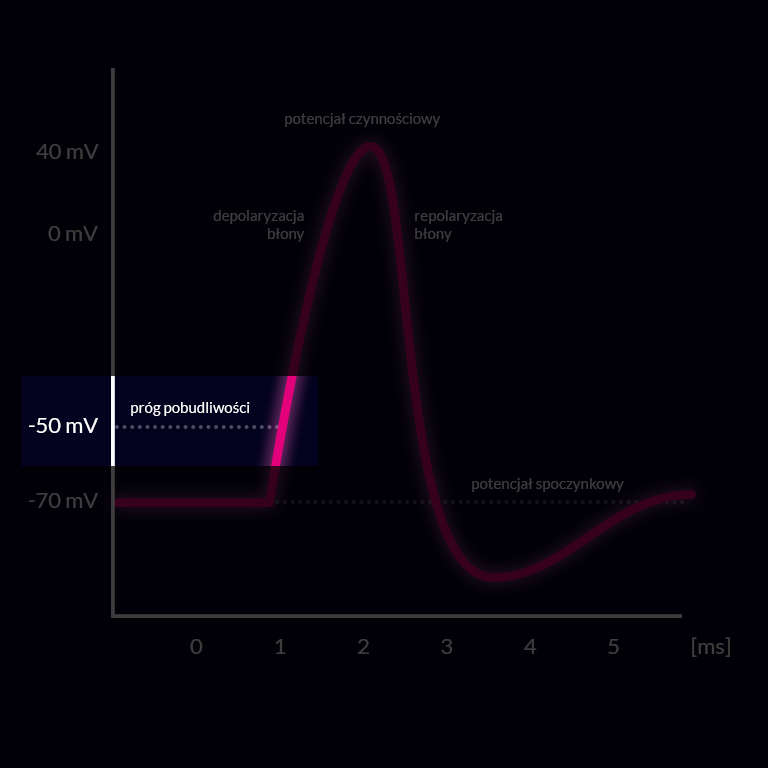 potencjał czynnościowy
40 mV
depolaryzacja
błony
repolaryzacja
błony
0 mV
próg pobudliwości
-50 mV
potencjał spoczynkowy
-70 mV
0 1 2 3 4 5 [ms]